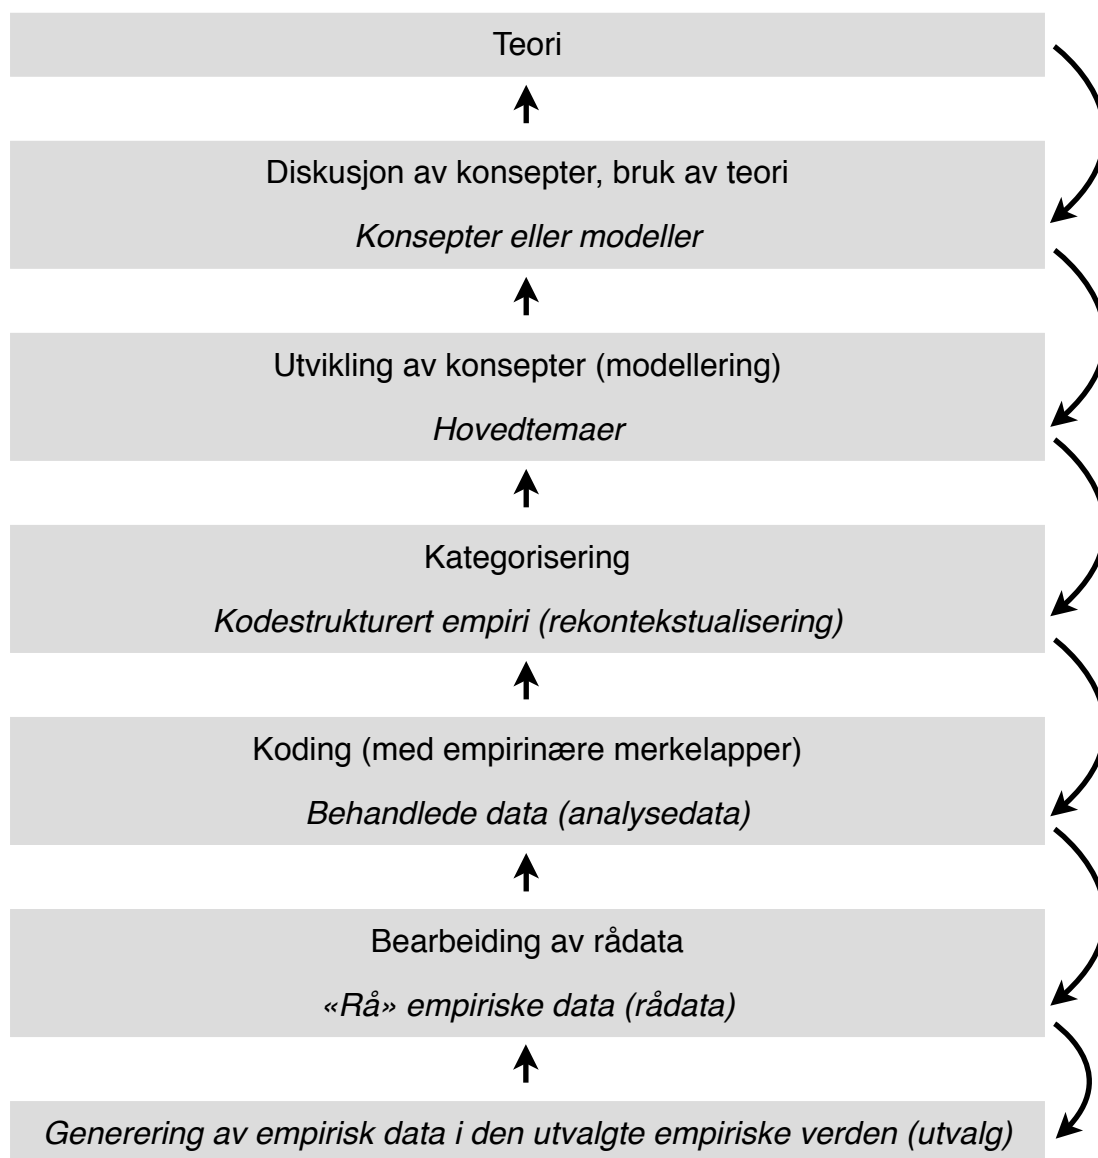 Teori
Diskusjon av konsepter, bruk av teori
Konsepter eller modeller
Utvikling av konsepter (modellering)
Hovedtemaer
Kategorisering
Kodestrukturert empiri (rekontekstualisering)
Koding (med empirinære merkelapper)
Behandlede data (analysedata)
Bearbeiding av rådata
«Rå» empiriske data (rådata)
Generering av empirisk data i den utvalgte empiriske verden (utvalg)